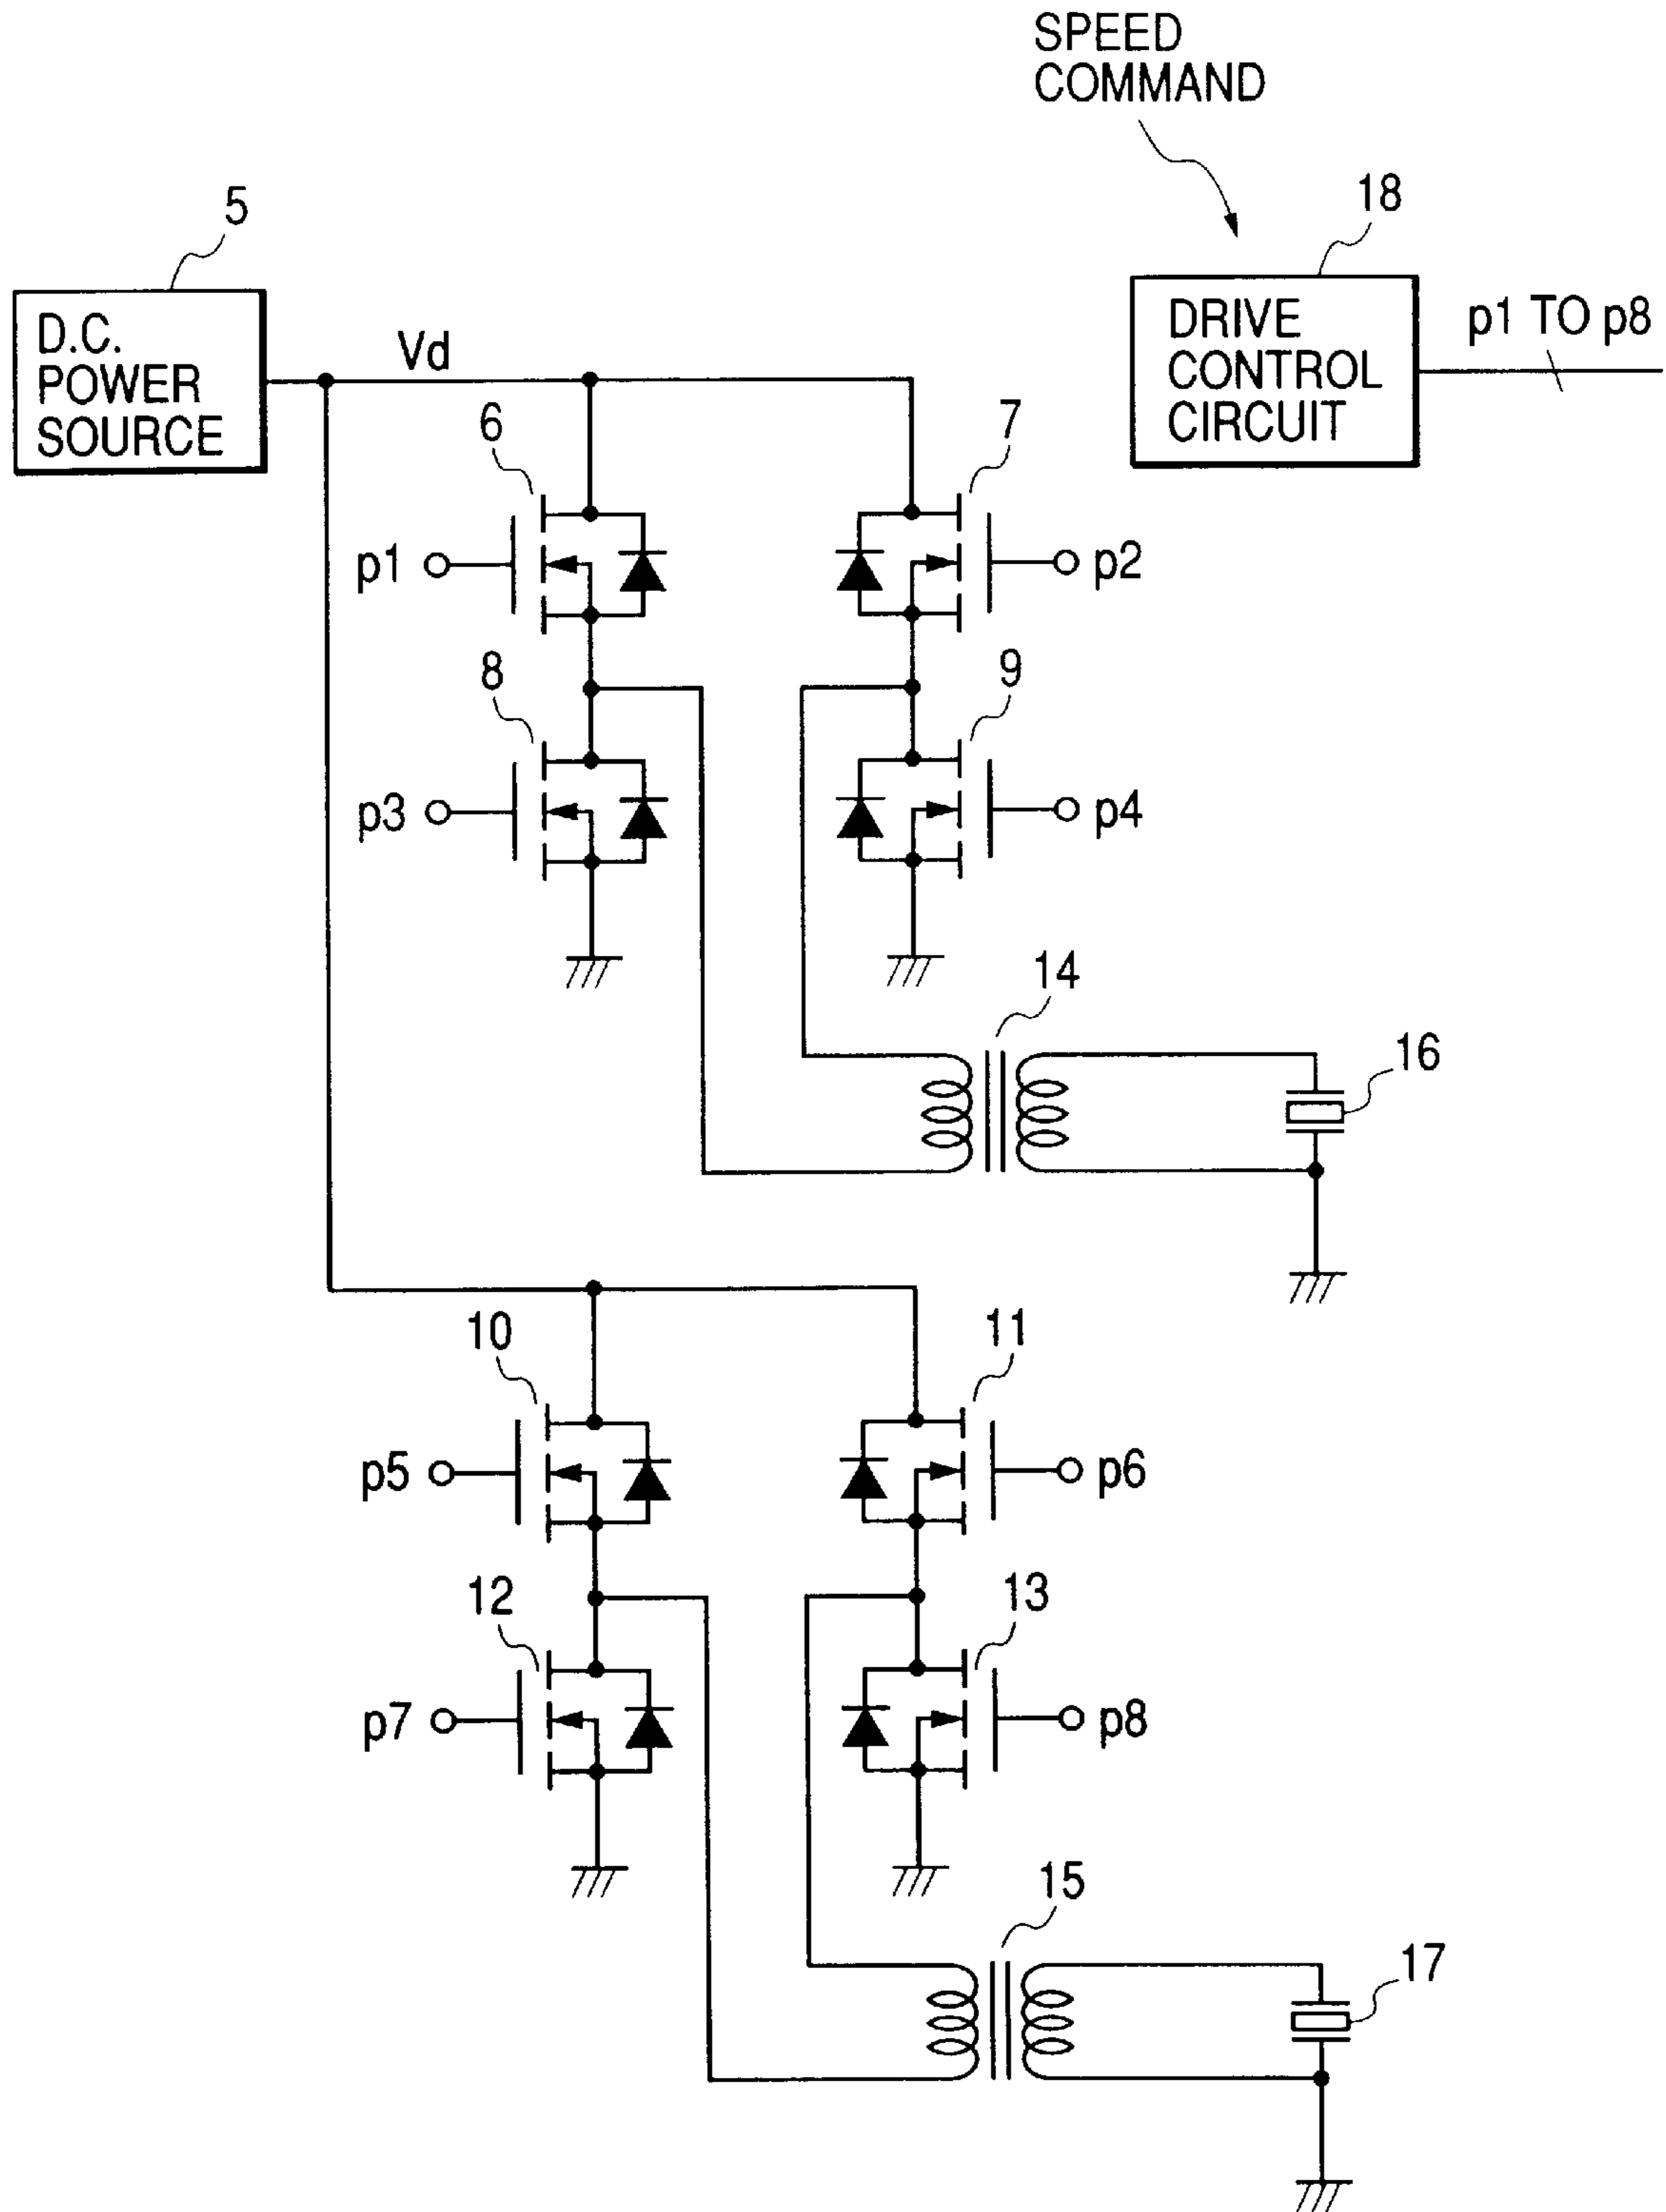 SPEED
COMMAND
5
18
D.C.
POWER
SOURCE
Vd
DRIVE
CONTROL
CIRCUIT
p1 TO p8
6
7
p1
p2
8
9
p3
p4
14
16
10
11
p5
p6
12
13
p7
p8
15
17